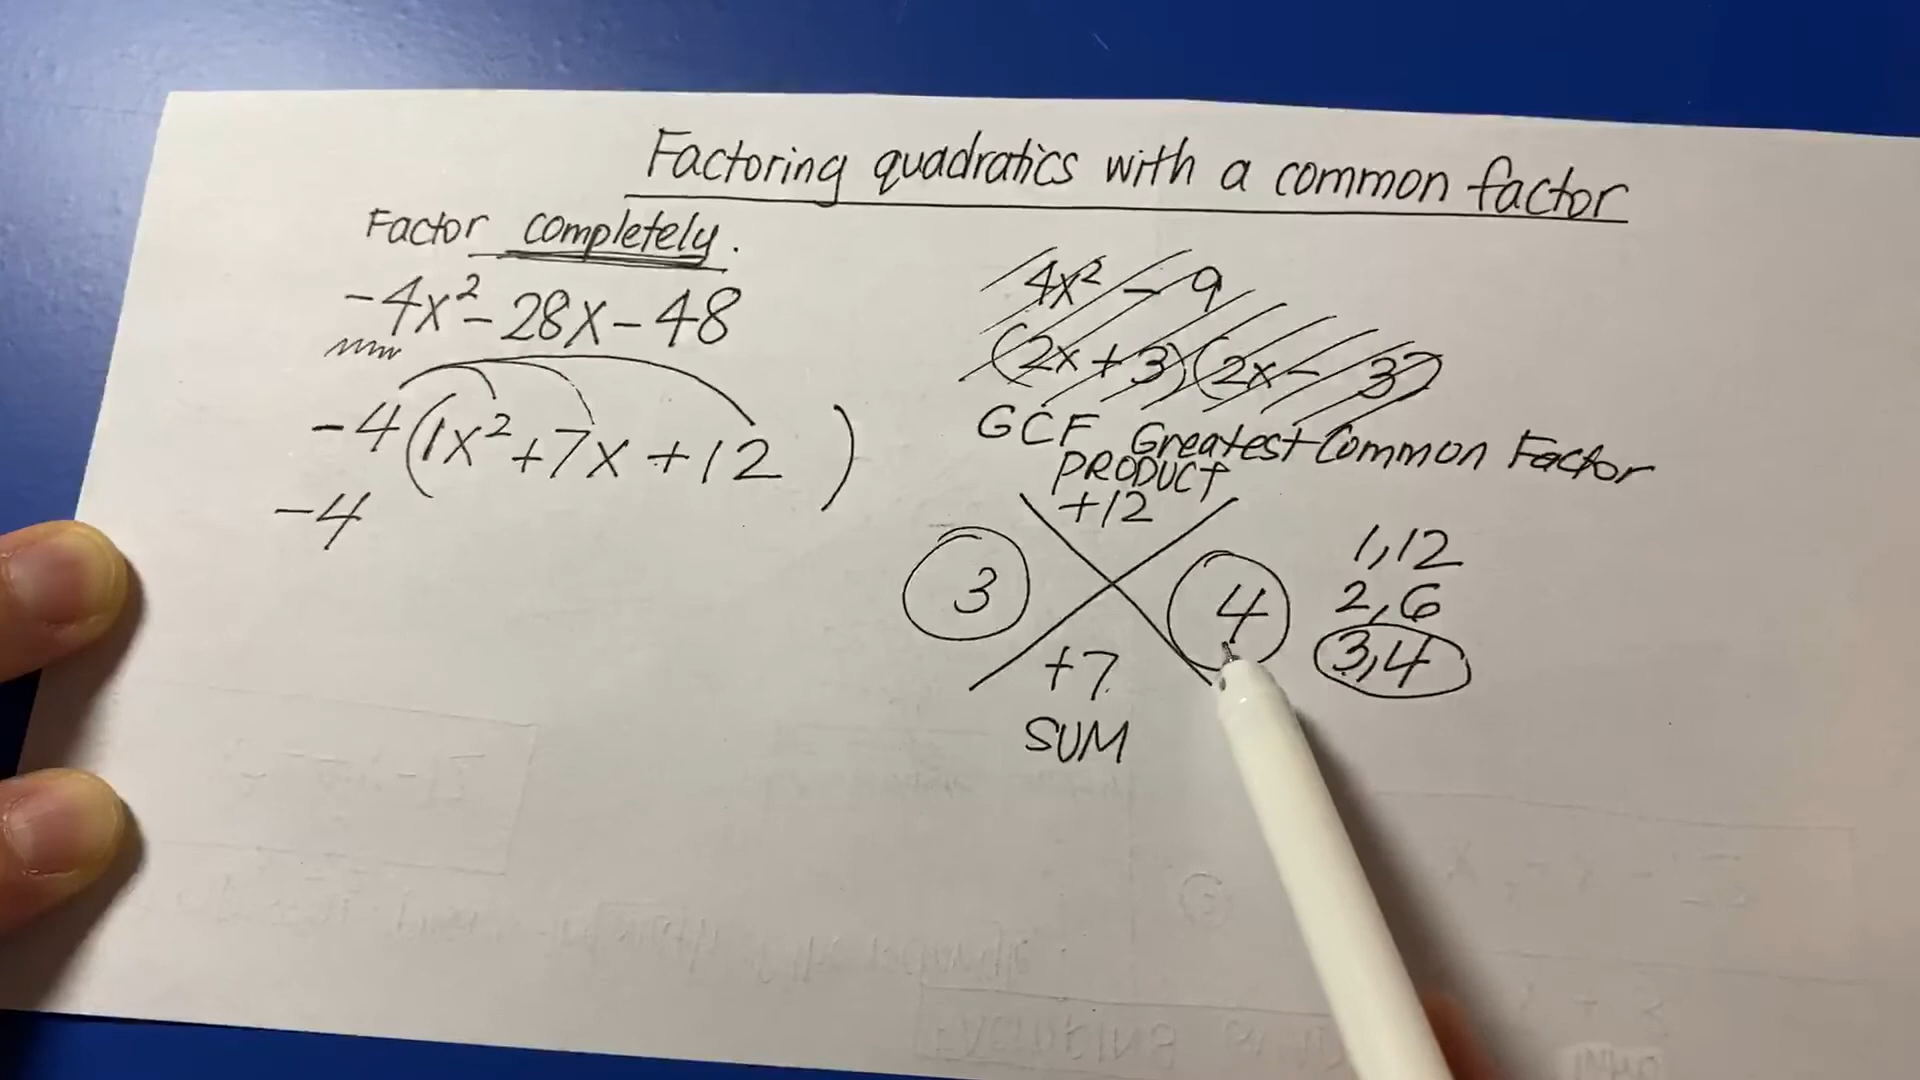 Factoring quadratics with a common factor
Factor completely.
-4x² - 28x - 48
-4(1x² + 7x + 12)
-4
4x² - 9
(2x + 3)(2x - 3)
GCF Greatest Common Factor
PRODUCT
+12
3
4
+7
SUM
1,12
2,6
3,4